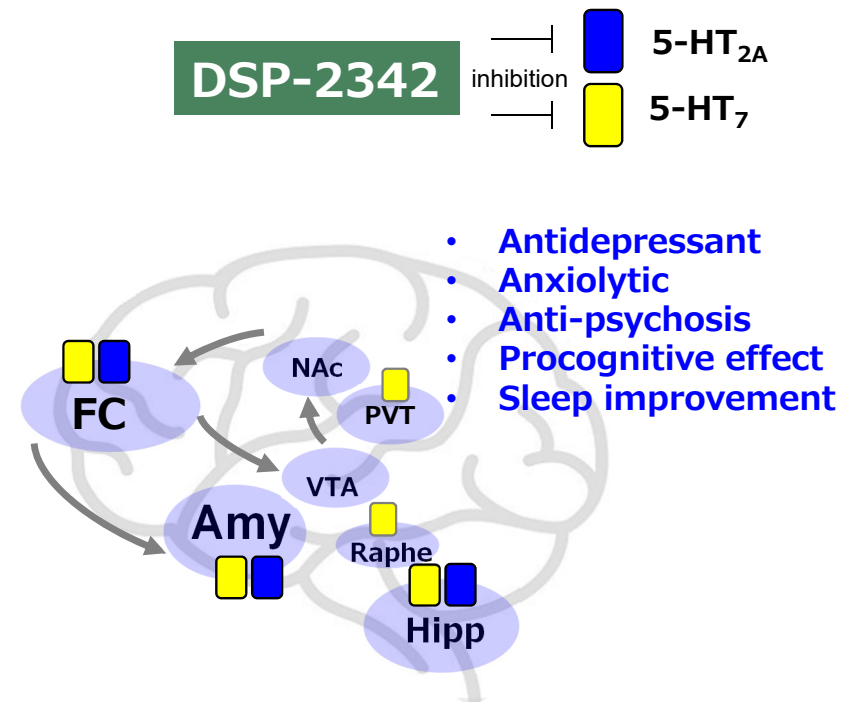 DSP-2342
inhibition
5-HT2A
5-HT7
• Antidepressant
• Anxiolytic
• Anti-psychosis
• Procognitive effect
• Sleep improvement
NAc
PVT
FC
VTA
Amy
Raphe
Hipp